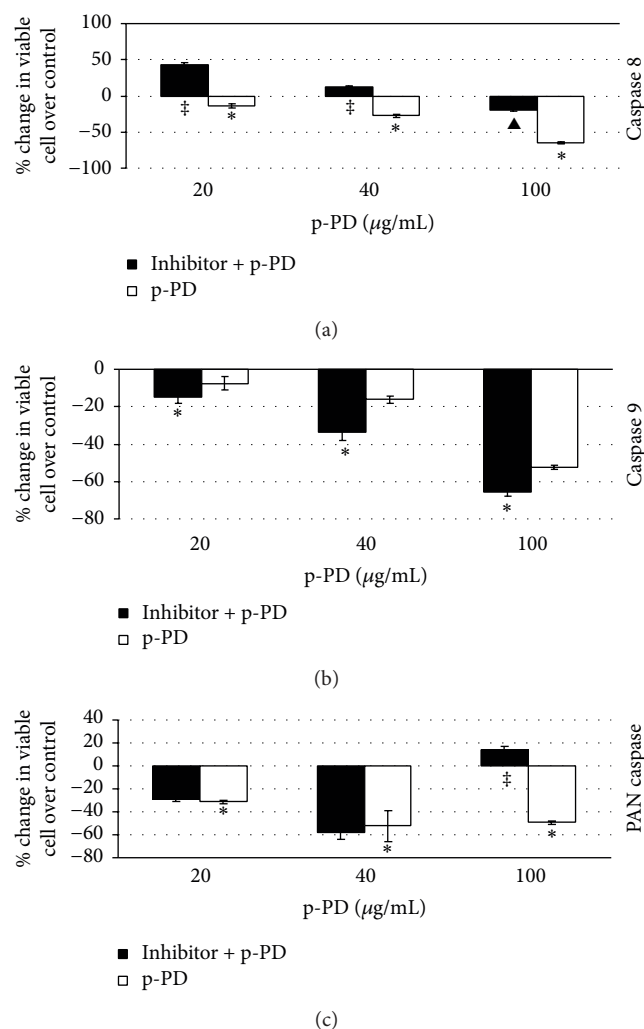 100
50
0
−50
−100
% change in viable
cell over control
‡ * ‡ * ▲ *
20 40 100
p-PD (μg/mL)
Caspase 8
Inhibitor + p-PD
p-PD
(a)
0
−20
−40
−60
−80
% change in viable
cell over control
* * *
20 40 100
p-PD (μg/mL)
Caspase 9
Inhibitor + p-PD
p-PD
(b)
40
20
0
−20
−40
−60
−80
% change in viable
cell over control
* * ‡ *
20 40 100
p-PD (μg/mL)
PAN caspase
Inhibitor + p-PD
p-PD
(c)